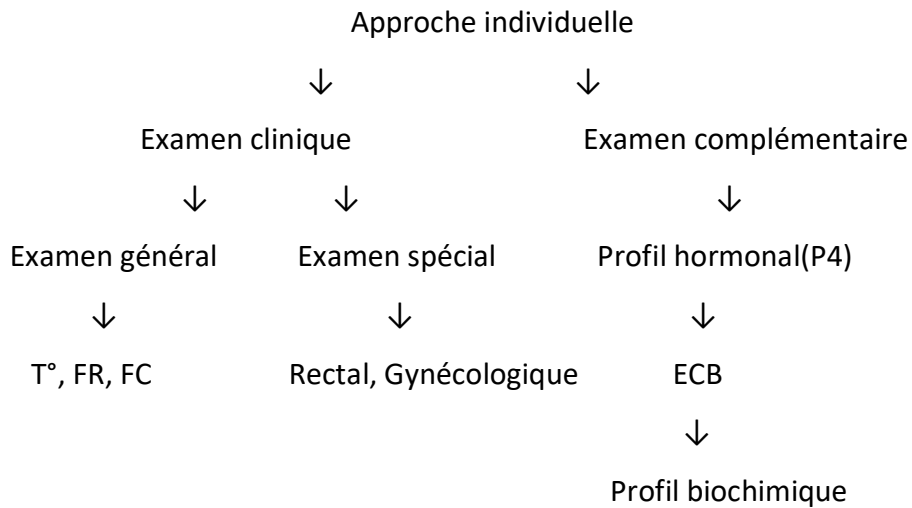 Approche individuelle
↓ ↓
Examen clinique Examen complémentaire
↓ ↓ ↓
Examen général Examen spécial Profil hormonal(P4)
↓ ↓ ↓
T°, FR, FC Rectal, Gynécologique ECB
↓
Profil biochimique